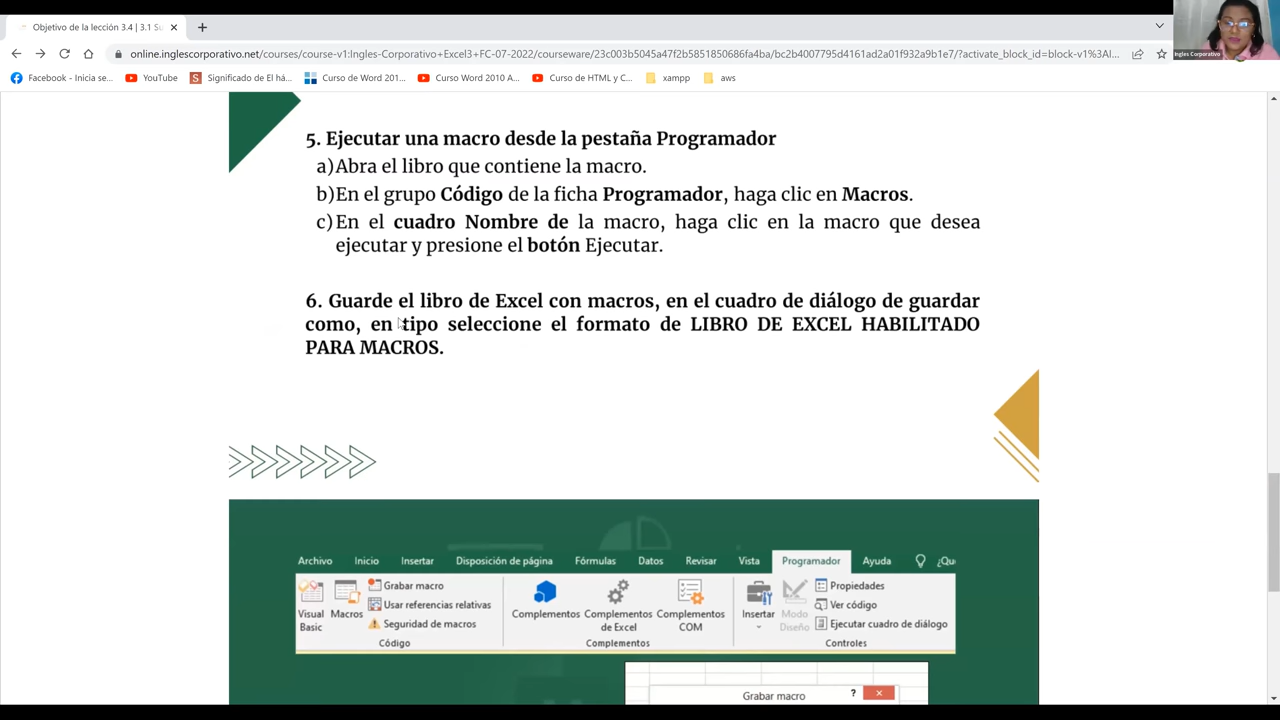 Objetivo de la lección 3.4 | 3.1 Su
online.inglescorporativo.net/courses/course-v1:Ingles-Corporativo+Excel3+FC-07-2022/courseware/23c003b5045a47f2b5851850686fa4ba/bc2b4007795d4161ad2a01f932a9b1e7/?activate_block_id=block-v1%3AI...
Facebook - Inicia se...
YouTube
Significado de El há...
Curso de Word 201...
Curso Word 2010 A...
Curso de HTML y C...
xampp
aws
Ingles Corporativo
5. Ejecutar una macro desde la pestaña Programador
a)Abra el libro que contiene la macro.
b)En el grupo Código de la ficha Programador, haga clic en Macros.
c)En el cuadro Nombre de la macro, haga clic en la macro que desea
ejecutar y presione el botón Ejecutar.
6. Guarde el libro de Excel con macros, en el cuadro de diálogo de guardar
como, en tipo seleccione el formato de LIBRO DE EXCEL HABILITADO
PARA MACROS.
Archivo Inicio Insertar Disposición de página Fórmulas Datos Revisar Vista Programador Ayuda ¿Qu
Visual
Basic
Macros
Grabar macro
Usar referencias relativas
Seguridad de macros
Código
Complementos
Complementos
de Excel
Complementos
COM
Complementos
Insertar
Modo
Diseño
Propiedades
Ver código
Ejecutar cuadro de diálogo
Controles
Grabar macro ?